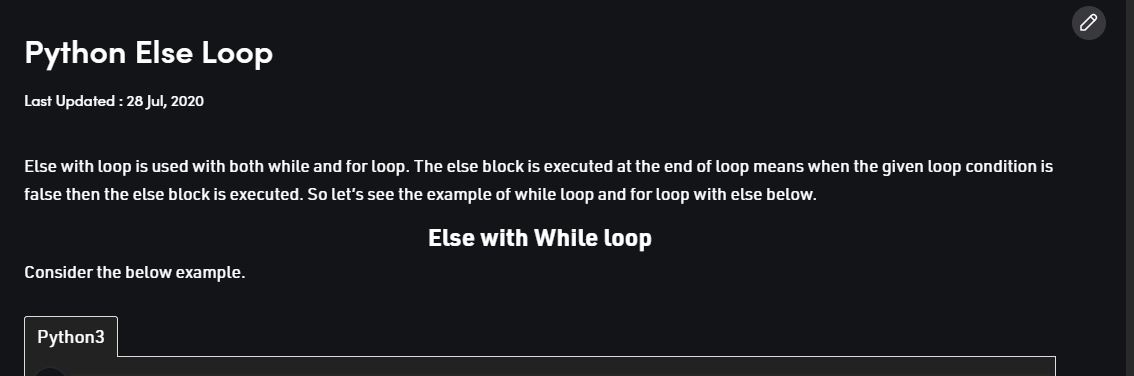 Python Else Loop
Last Updated : 28 Jul, 2020
Else with loop is used with both while and for loop. The else block is executed at the end of loop means when the given loop condition is
false then the else block is executed. So let’s see the example of while loop and for loop with else below.
Else with While loop
Consider the below example.
Python3